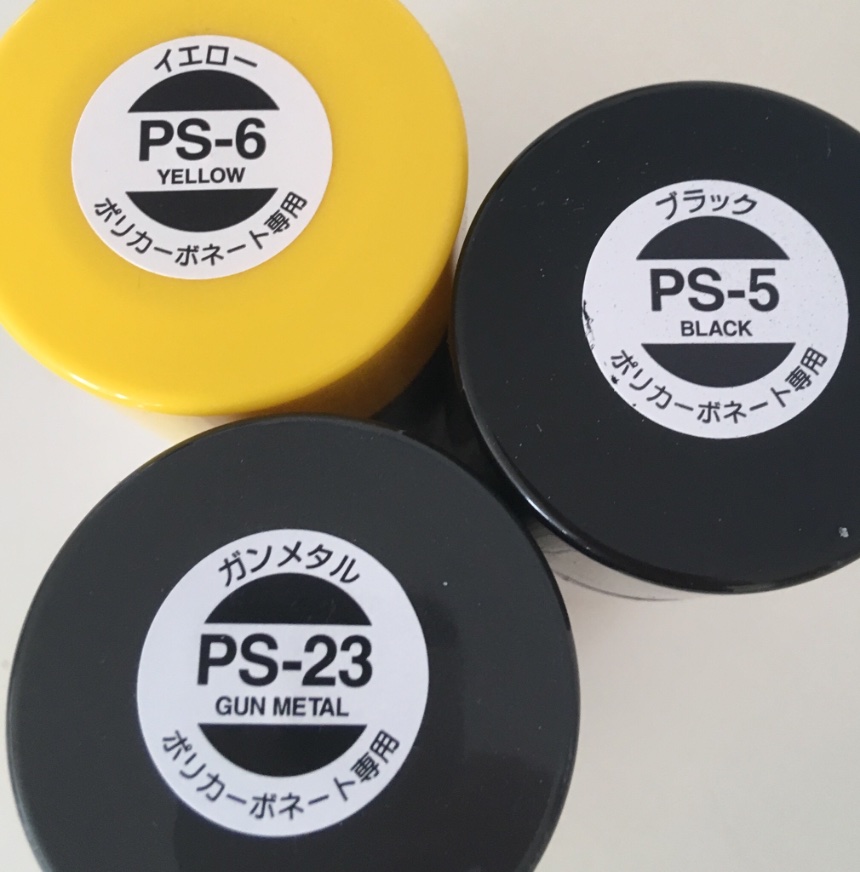 イエロー
PS-6
YELLOW
ポリカーボネート専用
ブラック
PS-5
BLACK
ポリカーボネート専用
ガンメタル
PS-23
GUN METAL
ポリカーボネート専用